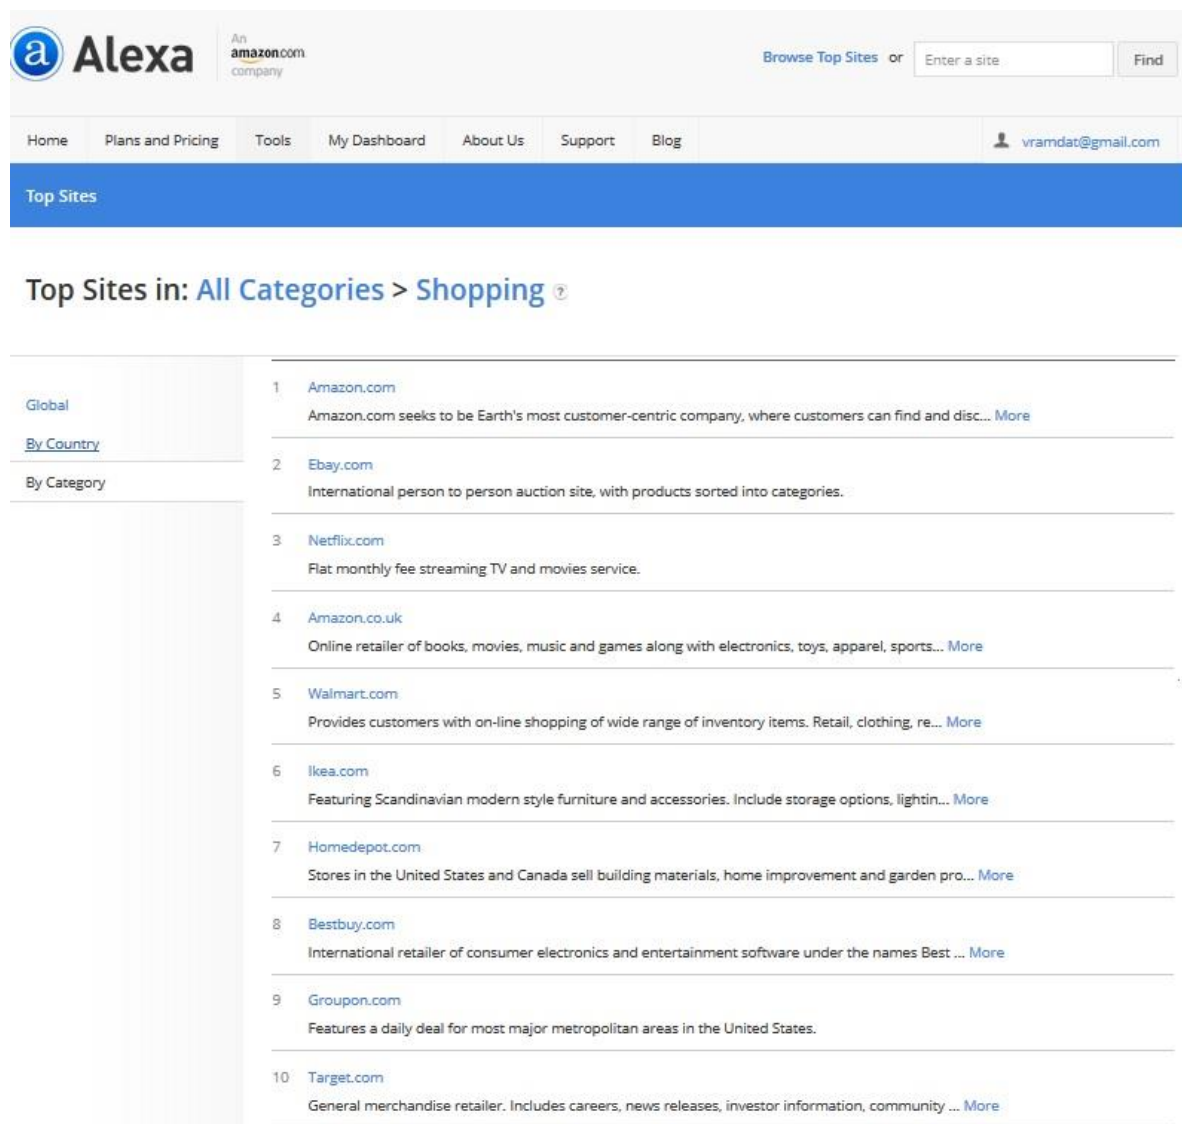 a Alexa An amazon.com company
Browse Top Sites or Enter a site Find
Home Plans and Pricing Tools My Dashboard About Us Support Blog vramdat@gmail.com
Top Sites
Top Sites in: All Categories > Shopping ?
Global
By Country
By Category
1 Amazon.com
Amazon.com seeks to be Earth's most customer-centric company, where customers can find and disc... More
2 Ebay.com
International person to person auction site, with products sorted into categories.
3 Netflix.com
Flat monthly fee streaming TV and movies service.
4 Amazon.co.uk
Online retailer of books, movies, music and games along with electronics, toys, apparel, sports... More
5 Walmart.com
Provides customers with on-line shopping of wide range of inventory items. Retail, clothing, re... More
6 Ikea.com
Featuring Scandinavian modern style furniture and accessories. Include storage options, lightin... More
7 Homedepot.com
Stores in the United States and Canada sell building materials, home improvement and garden pro... More
8 Bestbuy.com
International retailer of consumer electronics and entertainment software under the names Best ... More
9 Groupon.com
Features a daily deal for most major metropolitan areas in the United States.
10 Target.com
General merchandise retailer. Includes careers, news releases, investor information, community ... More